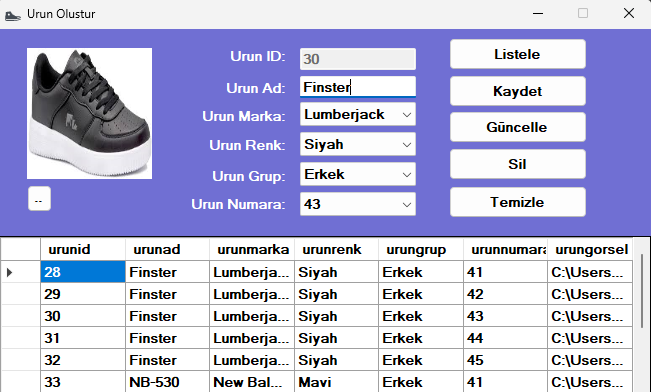 Urun Olustur
Urun ID: 30
Urun Ad: Finster
Urun Marka: Lumberjack
Urun Renk: Siyah
Urun Grup: Erkek
Urun Numara: 43
..
Listele
Kaydet
Güncelle
Sil
Temizle
urunid urunad urunmarka urunrenk urungrup urunnumara urungorsel
28 Finster Lumberja... Siyah Erkek 41 C:\Users...
29 Finster Lumberja... Siyah Erkek 42 C:\Users...
30 Finster Lumberja... Siyah Erkek 43 C:\Users...
31 Finster Lumberja... Siyah Erkek 44 C:\Users...
32 Finster Lumberja... Siyah Erkek 45 C:\Users...
33 NB-530 New Bal... Mavi Erkek 41 C:\Users...